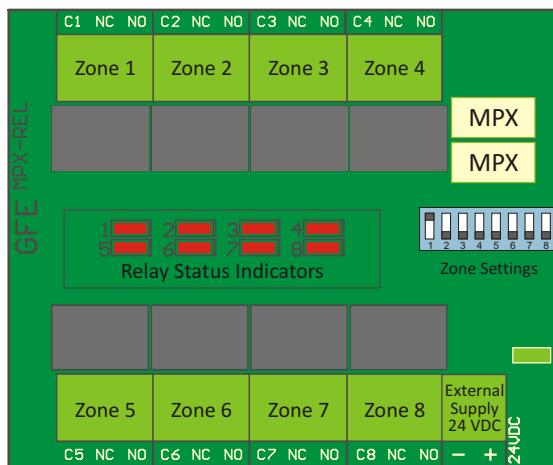 C1 NC NO C2 NC NO C3 NC NO C4 NC NO
Zone 1 Zone 2 Zone 3 Zone 4
MPX
MPX
GFE MPX-REL
1 2 3 4
5 6 7 8
Relay Status Indicators
1 2 3 4 5 6 7 8
Zone Settings
Zone 5 Zone 6 Zone 7 Zone 8
External
Supply
24 VDC
24VDC
C5 NC NO C6 NC NO C7 NC NO C8 NC NO - +